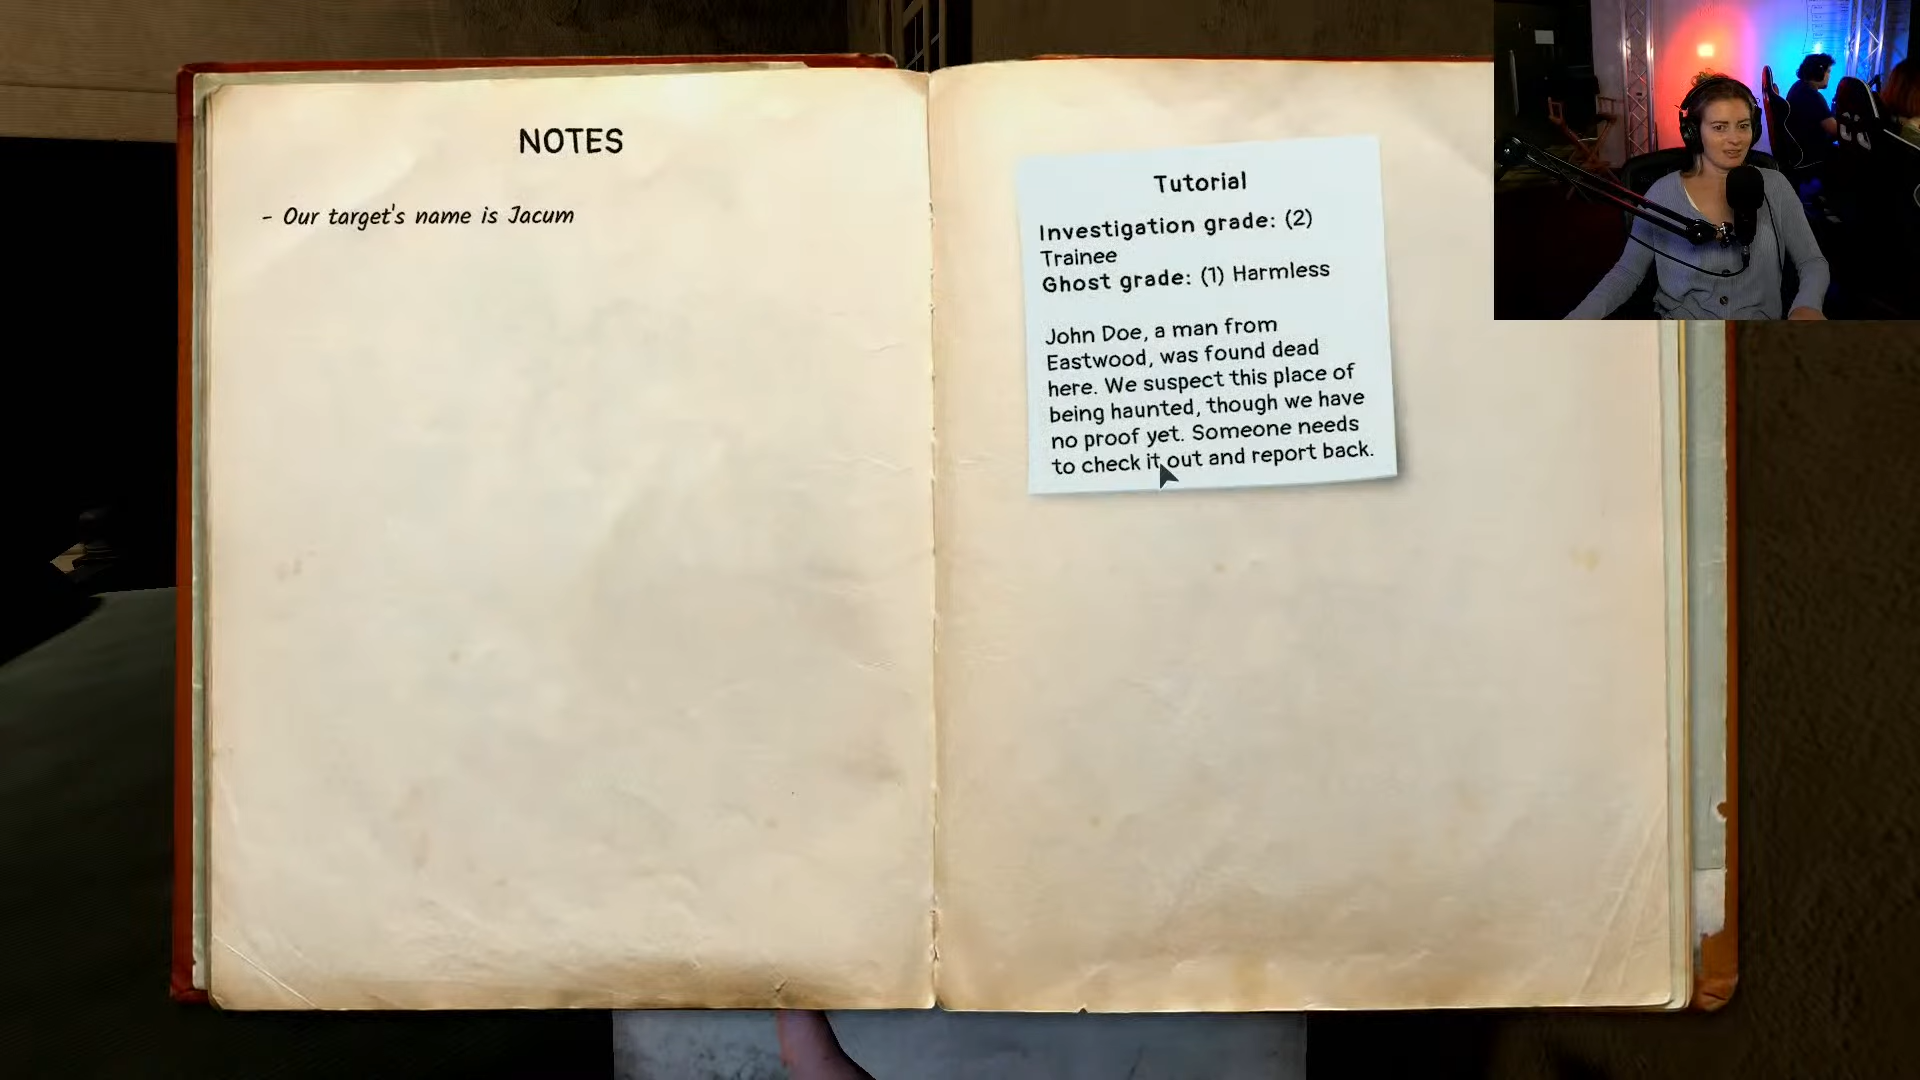 NOTES
- Our target's name is Jacum
Tutorial
Investigation grade: (2)
Trainee
Ghost grade: (1) Harmless
John Doe, a man from
Eastwood, was found dead
here. We suspect this place of
being haunted, though we have
no proof yet. Someone needs
to check it out and report back.